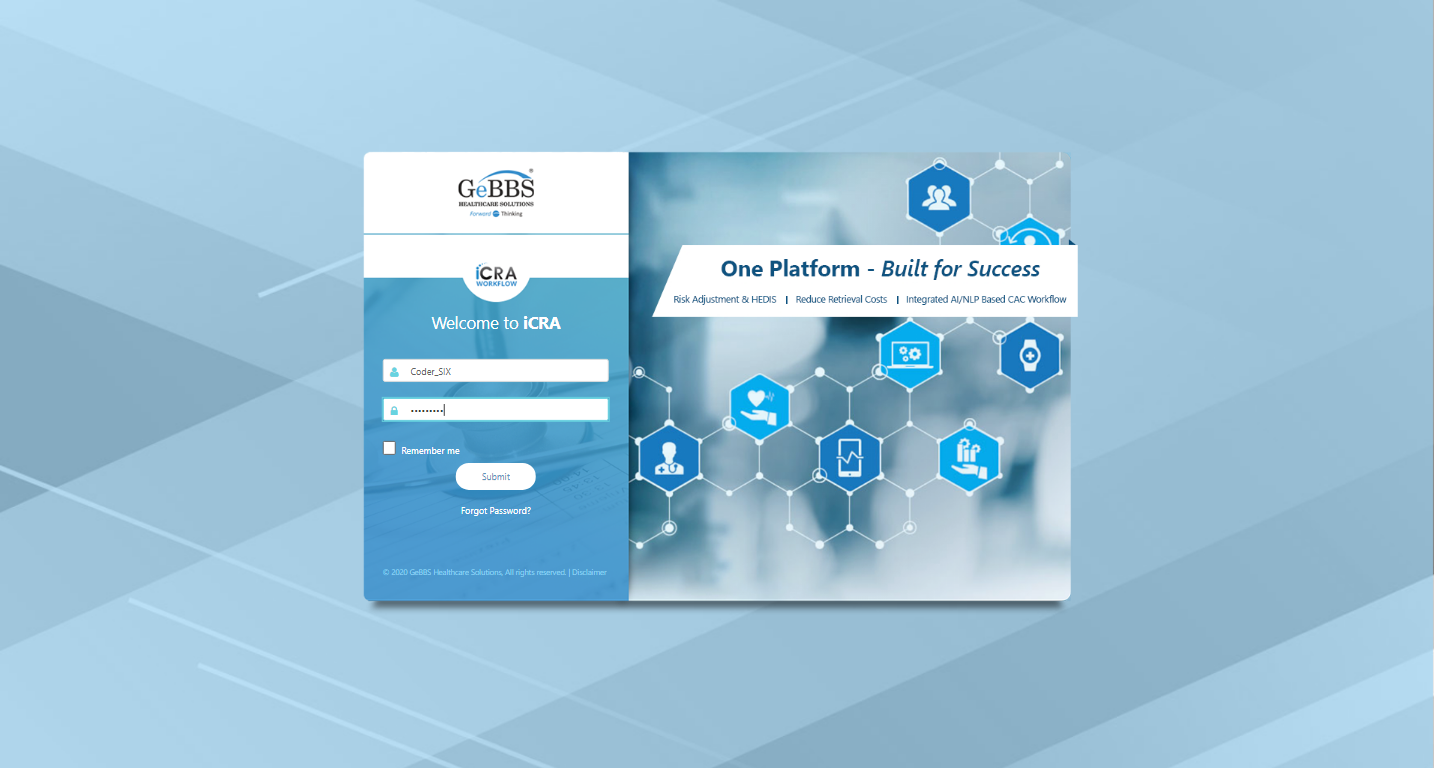 GeBBS®
HEALTHCARE SOLUTIONS
Forward Thinking
iCRA
WORKFLOW
Welcome to iCRA
Coder_SIX
•••••••••
Remember me
Submit
Forgot Password?
© 2020 GeBBS Healthcare Solutions, All rights reserved. | Disclaimer
One Platform - Built for Success
Risk Adjustment & HEDIS | Reduce Retrieval Costs | Integrated AI/NLP Based CAC Workflow